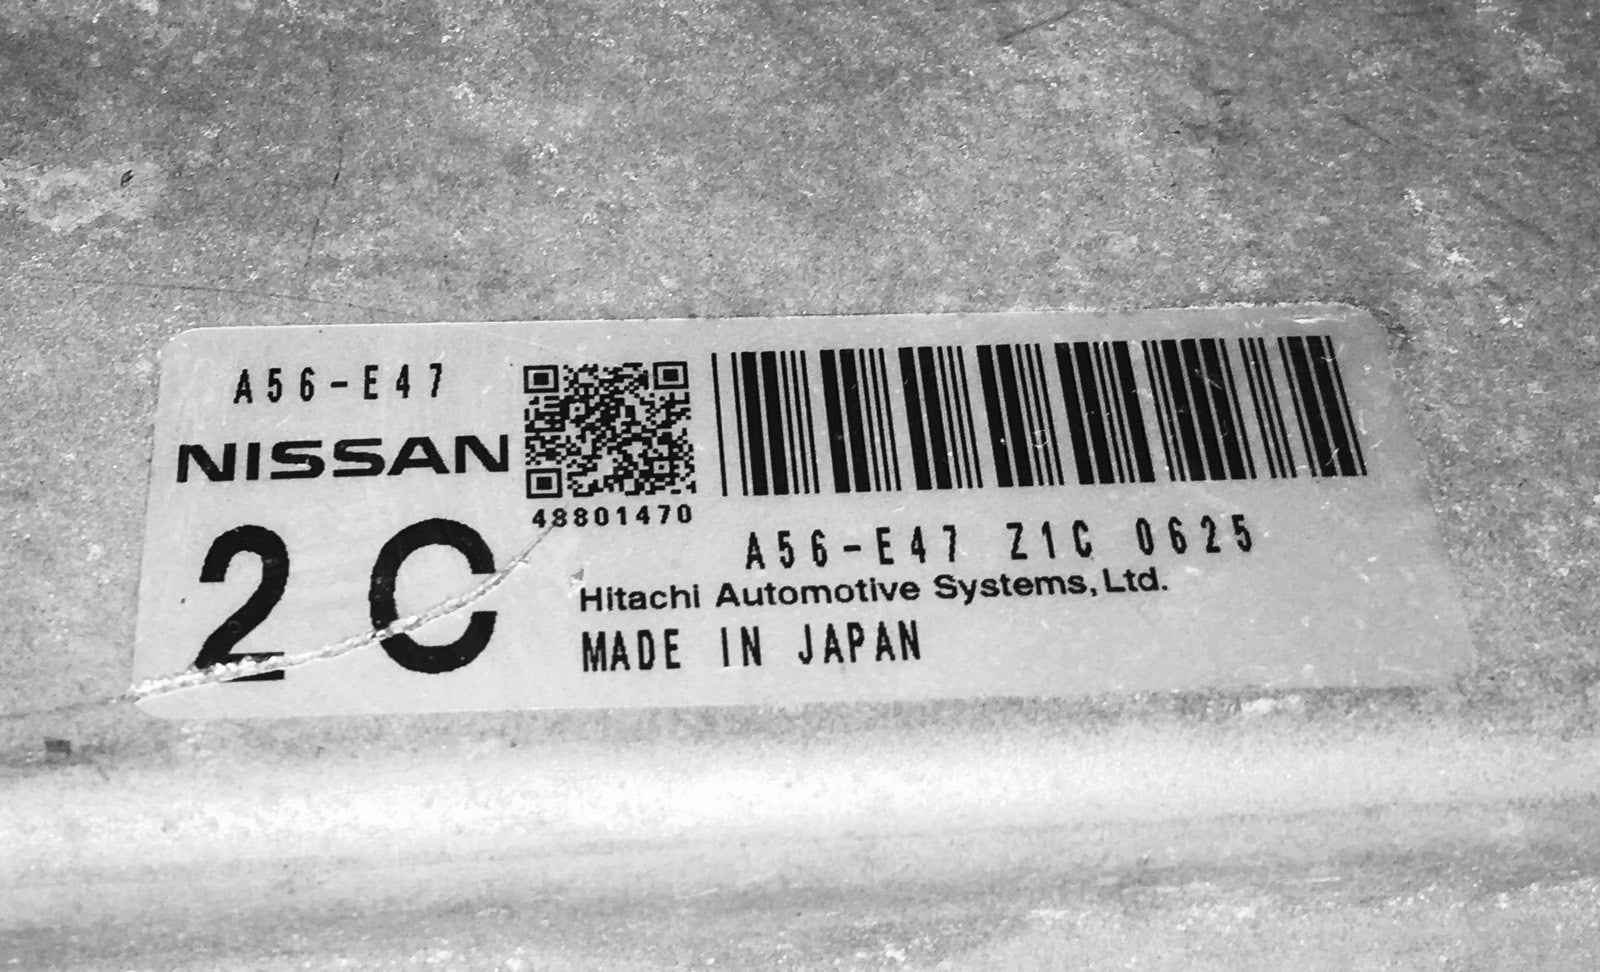 A56-E47
NISSAN
2C
48801470
A56-E47 Z1C 0625
Hitachi Automotive Systems, Ltd.
MADE IN JAPAN